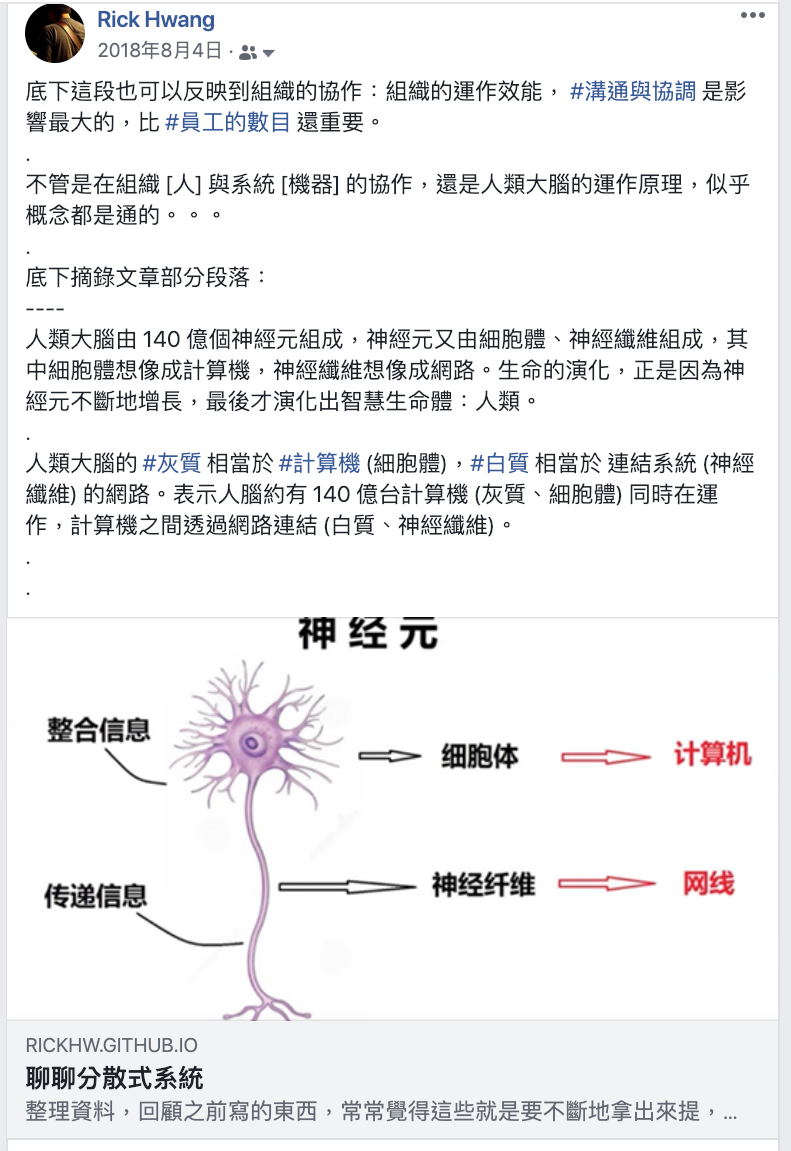 Rick Hwang
2018年8月4日 ·
底下這段也可以反映到組織的協作：組織的運作效能， #溝通與協調 是影
響最大的，比 #員工的數目 還重要。
.
不管是在組織 [人] 與系統 [機器] 的協作，還是人類大腦的運作原理，似乎
概念都是通的。。。
.
底下摘錄文章部分段落：
----
人類大腦由 140 億個神經元組成，神經元又由細胞體、神經纖維組成，其
中細胞體想像成計算機，神經纖維想像成網路。生命的演化，正是因為神
經元不斷地增長，最後才演化出智慧生命體：人類。
.
人類大腦的 #灰质 相當於 #計算機 (細胞體)，#白质 相當於 連結系統 (神經
纖維) 的網路。表示人腦約有 140 億台計算機 (灰质、細胞體) 同時在運
作，計算機之間透過網路連結 (白質、神經纖維)。
.
.
神经元
整合信息
细胞体
计算机
传递信息
神经纤维
网线
RICKHW.GITHUB.IO
聊聊分散式系統
整理資料，回顧之前寫的東西，常常覺得這些就是要不斷地拿出來提，...